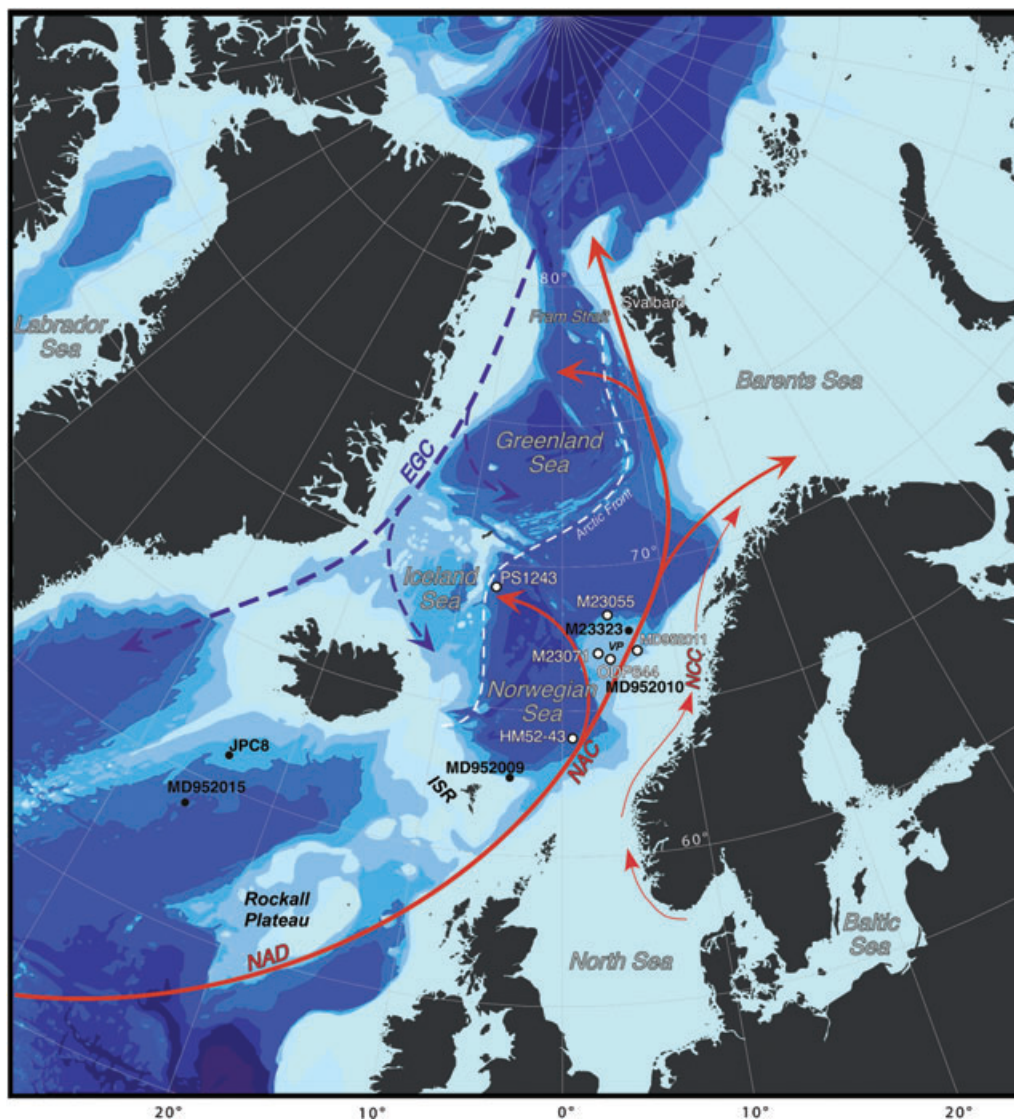 80°
Svalbard
Fram Strait
Labrador
Sea
Barents Sea
Greenland
Sea
EGC
Arctic Front
70°
Iceland
Sea
PS1243
M23055
M23323
MD952011
VP
M23071
ODP644
MD952010
NCC
Norwegian
Sea
HM52-43
NAC
JPC8
MD952009
ISR
MD952015
60°
Rockall
Plateau
NAD
North Sea
Baltic
Sea
20°
10°
0°
10°
20°